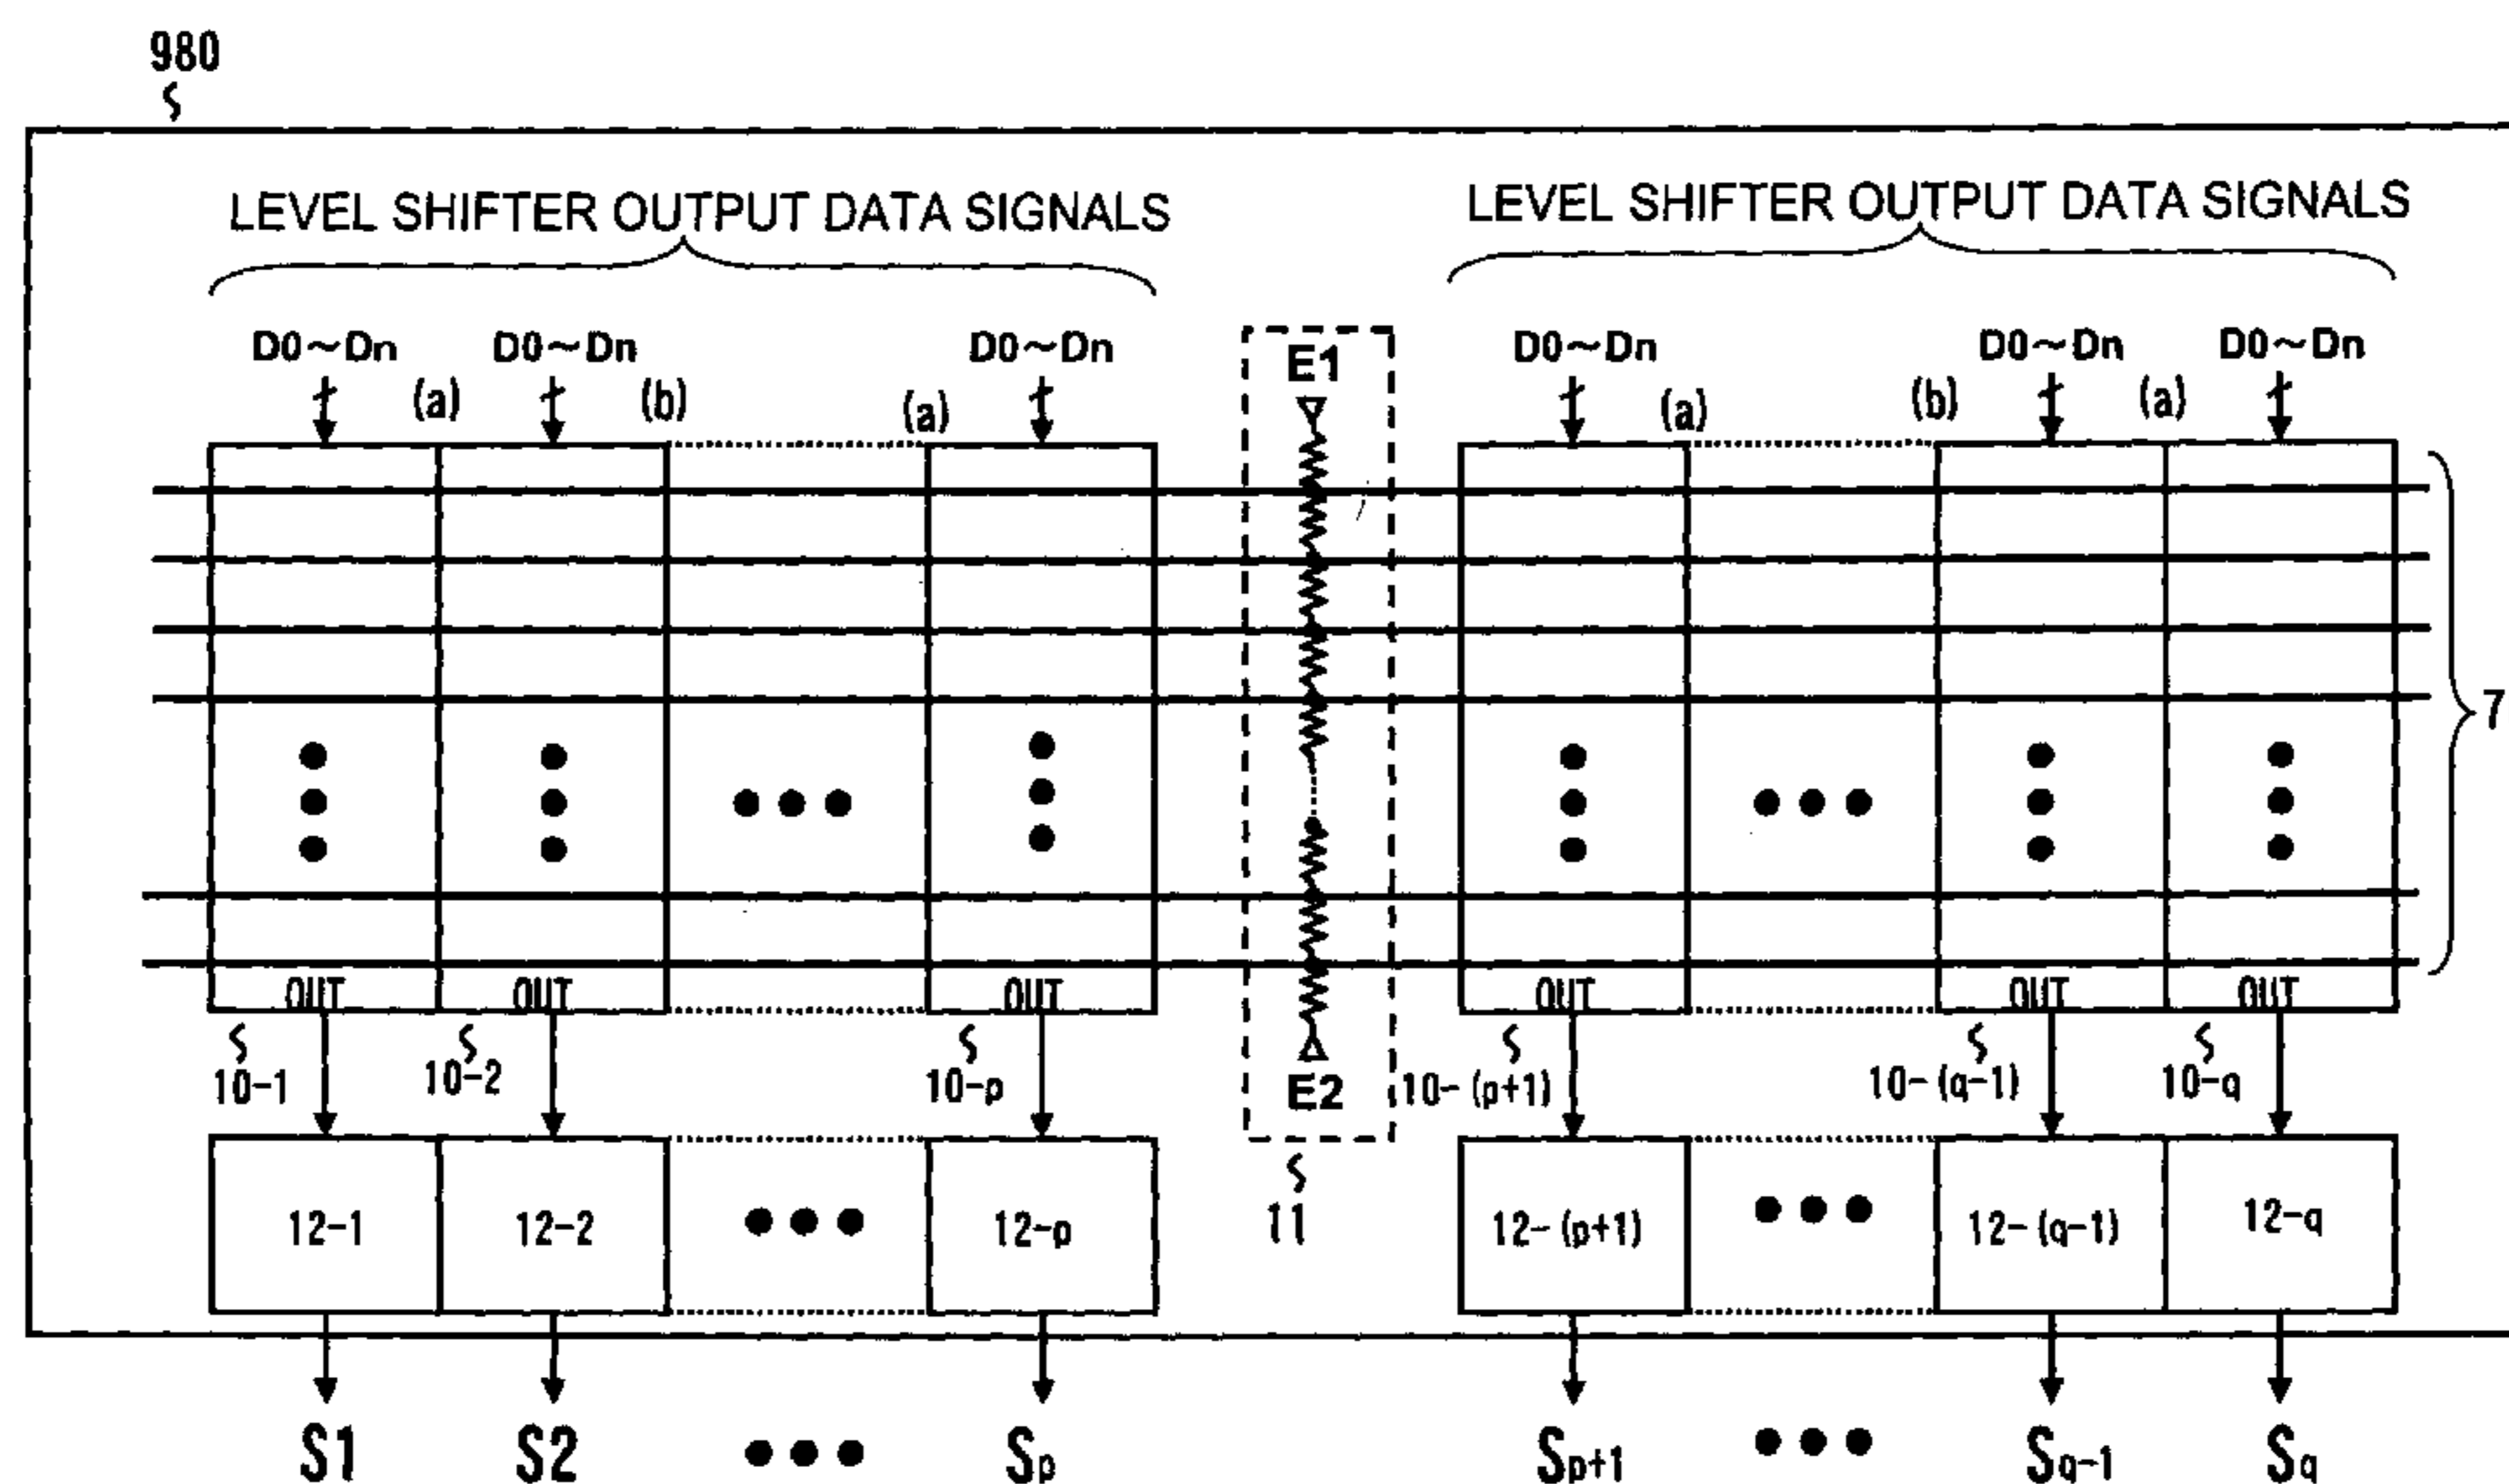 980
LEVEL SHIFTER OUTPUT DATA SIGNALS LEVEL SHIFTER OUTPUT DATA SIGNALS
D0~Dn D0~Dn D0~Dn E1 D0~Dn D0~Dn D0~Dn
(a) (b) (a) (a) (b) (a)
7
OUT OUT OUT OUT OUT OUT
10-1 10-2 10-p E2 10-(p+1) 10-(q-1) 10-q
12-1 12-2 12-p 11 12-(p+1) 12-(q-1) 12-q
S1 S2 Sp Sp+1 Sq-1 Sq